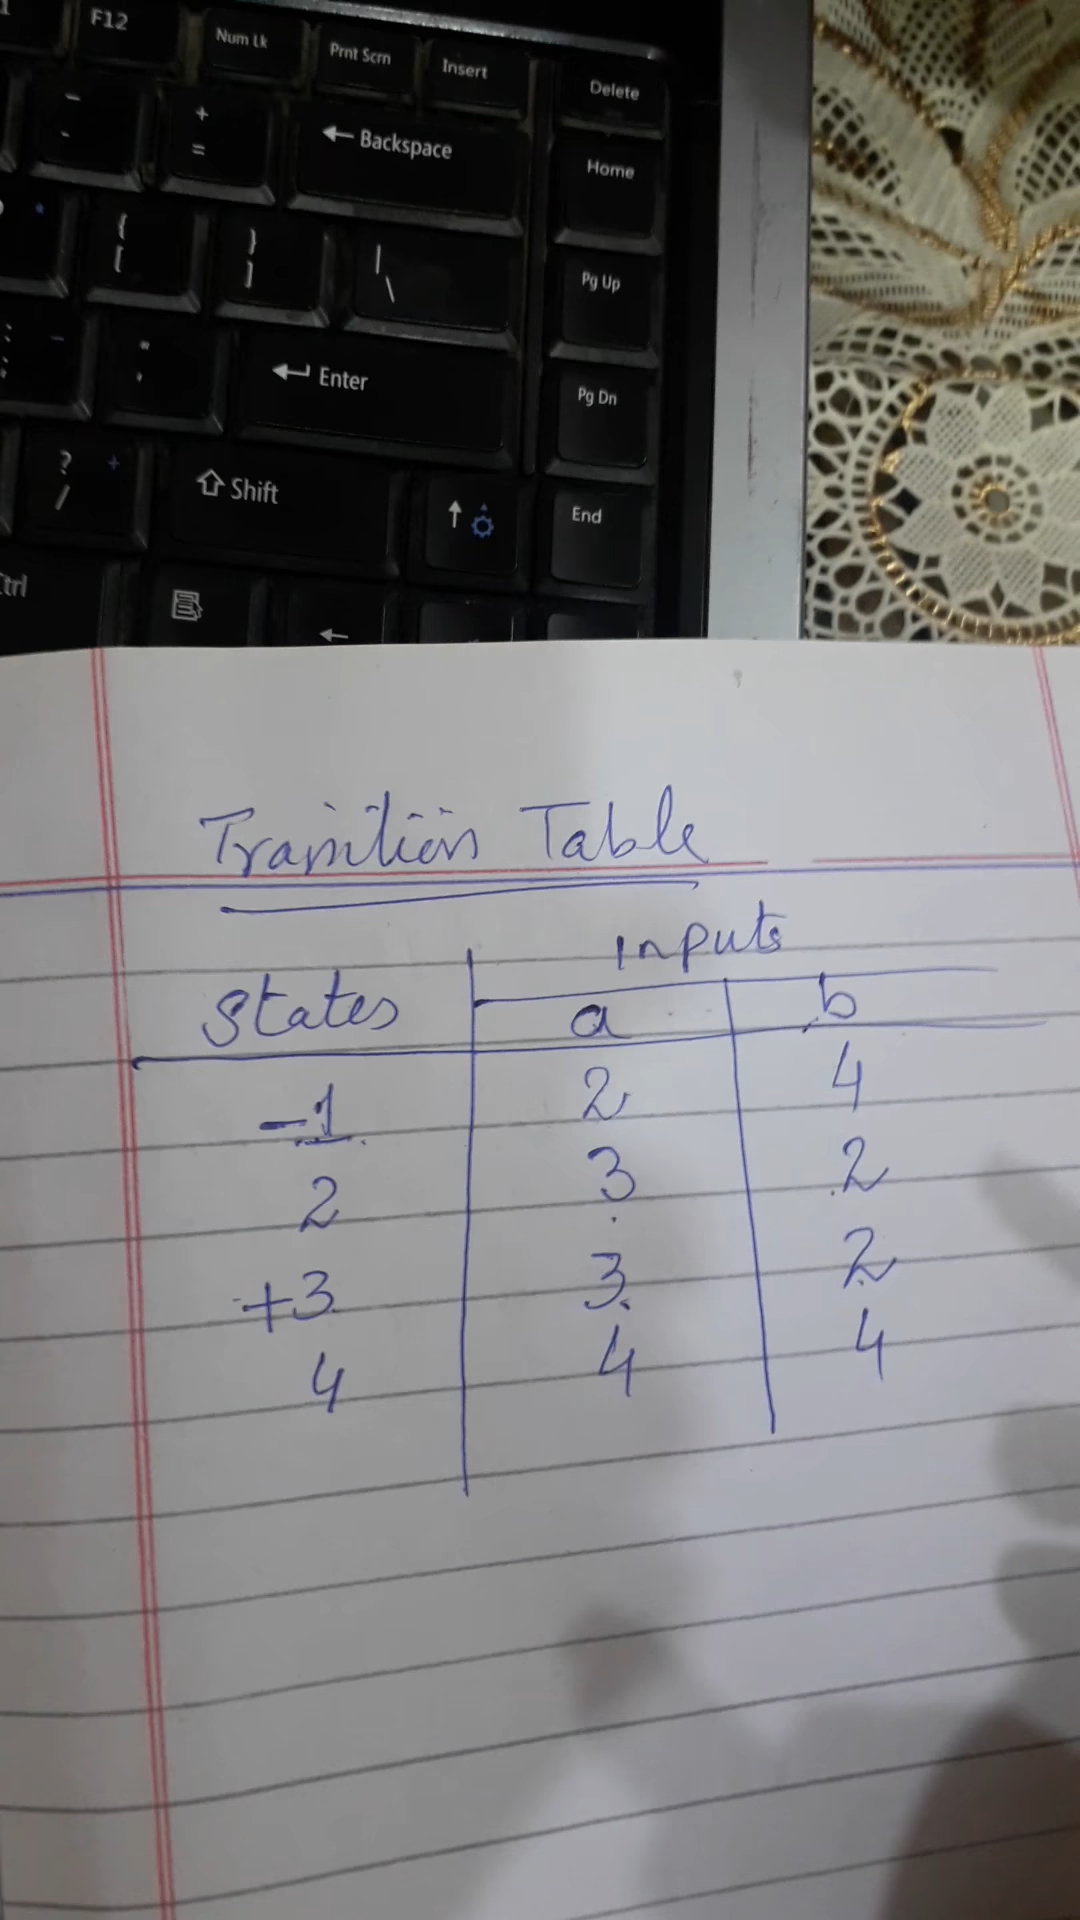 F12 Num Lk Prnt Scrn Insert Delete
- - + = ← Backspace Home
* { [ } ] | \ Pg Up
: ; " ' ← Enter Pg Dn
? / + ⇧ Shift ↑ End
Ctrl ←
Transition Table
Inputs
States a b
-1 2 4
2 3 2
+3 3 2
4 4 4